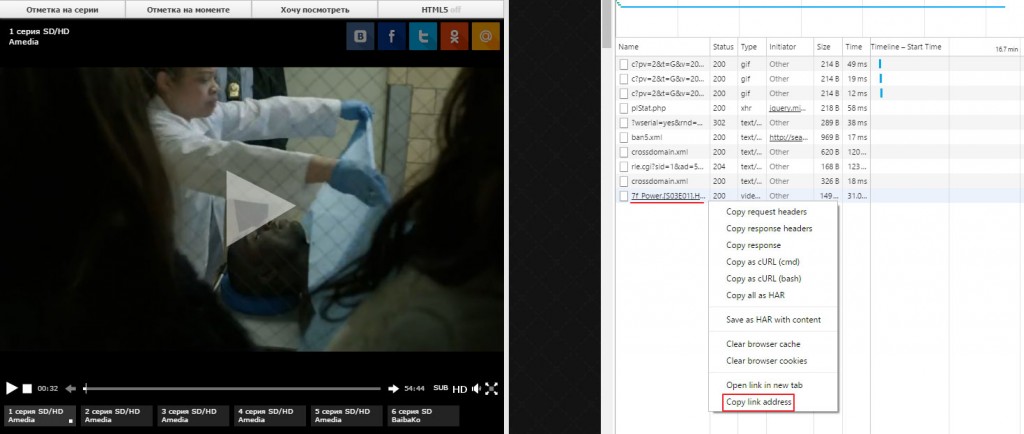 Отметка на серии
Отметка на моменте
Хочу посмотреть
HTML5 off
1 серия SD/HD
Amedia
00:32
54:44
SUB
HD
1 серия SD/HD
Amedia
2 серия SD/HD
Amedia
3 серия SD/HD
Amedia
4 серия SD/HD
Amedia
5 серия SD/HD
Amedia
6 серия SD
BaibaKo
Name Status Type Initiator Size Time Timeline – Start Time 16.7 min
c?pv=2&t=G&v=20... 200 gif Other 214 B 49 ms
c?pv=2&t=G&v=20... 200 gif Other 214 B 19 ms
c?pv=2&t=G&v=20... 200 gif Other 214 B 12 ms
plStat.php 200 xhr jquery.mi... 218 B 58 ms
?wserial=yes&rnd=... 302 text/... Other 289 B 38 ms
ban5.xml 200 text/... http://sea... 969 B 17 ms
crossdomain.xml 200 text/... Other 620 B 120...
rle.cgi?sid=1&ad=5... 204 text/... Other 168 B 123...
crossdomain.xml 200 text/... Other 326 B 18 ms
7f_Power.[S03E01].H... 200 vide... Other 149 ... 31.0...
Copy request headers
Copy response headers
Copy response
Copy as cURL (cmd)
Copy as cURL (bash)
Copy all as HAR
Save as HAR with content
Clear browser cache
Clear browser cookies
Open link in new tab
Copy link address